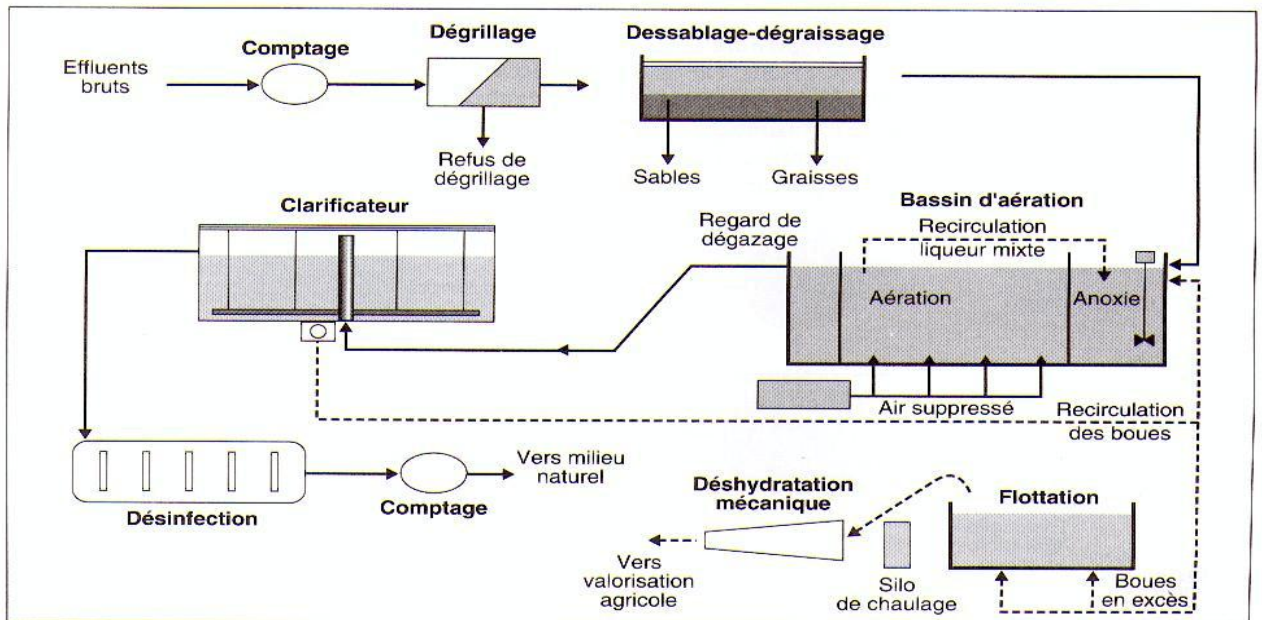 Effluents
bruts
Comptage
Dégrillage
Dessablage-dégraissage
Refus de
dégrillage
Sables
Graisses
Clarificateur
Regard de
dégazage
Bassin d'aération
Recirculation
liqueur mixte
Aération
Anoxie
Air suppressé
Recirculation
des boues
Désinfection
Comptage
Vers milieu
naturel
Déshydratation
mécanique
Flottation
Vers
valorisation
agricole
Silo
de chaulage
Boues
en excès